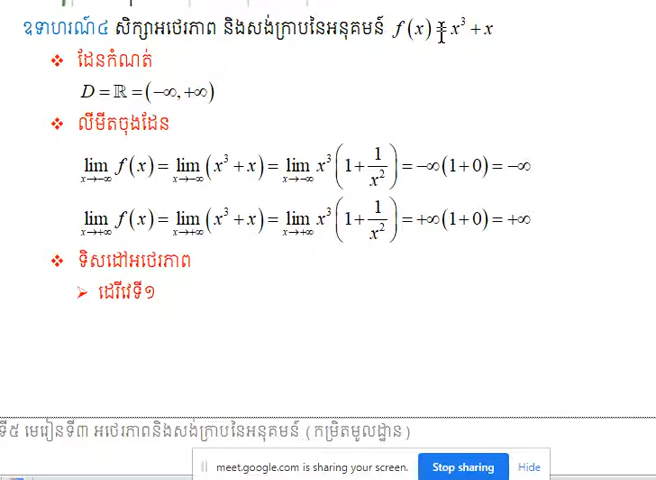 ឧទាហរណ៍៤ សិក្សាអថេរភាព និងសង់ក្រាបនៃអនុគមន៍ f(x) = x³ + x
❖ ដែនកំណត់
D = ℝ = (−∞, +∞)
❖ លីមីតចុងដែន
lim_{x→−∞} f(x) = lim_{x→−∞} (x³ + x) = lim_{x→−∞} x³ (1 + 1/x²) = −∞(1+0) = −∞
lim_{x→+∞} f(x) = lim_{x→+∞} (x³ + x) = lim_{x→+∞} x³ (1 + 1/x²) = +∞(1+0) = +∞
❖ ទិសដៅអថេរភាព
➢ ដេរីវេទី១
ទី៥ មេរៀនទី៣ អថេរភាពនិងសង់ក្រាបនៃអនុគមន៍ (កម្រិតមូលដ្ឋាន)
meet.google.com is sharing your screen. Stop sharing Hide